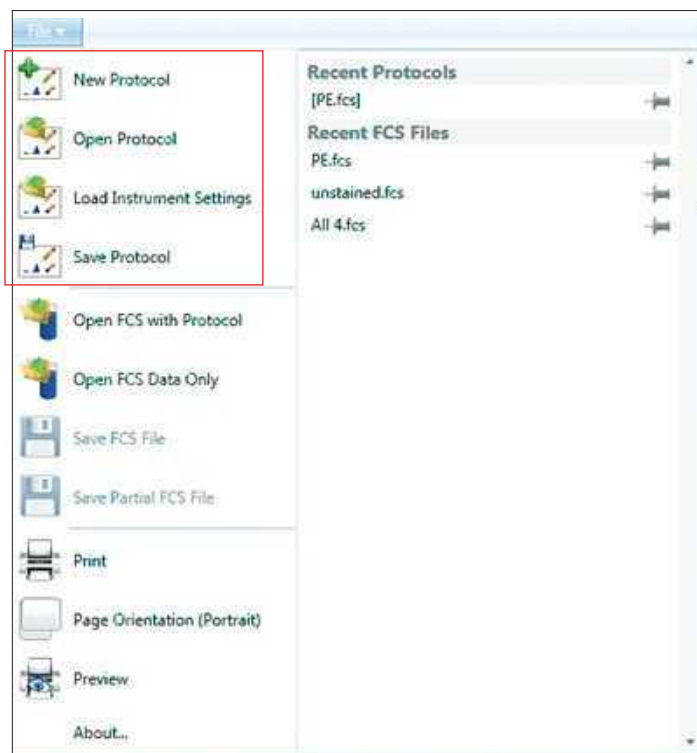 File
New Protocol
Open Protocol
Load Instrument Settings
Save Protocol
Open FCS with Protocol
Open FCS Data Only
Save FCS File
Save Partial FCS File
Print
Page Orientation (Portrait)
Preview
About...
Recent Protocols
[PE.fcs]
Recent FCS Files
PE.fcs
unstained.fcs
All 4.fcs